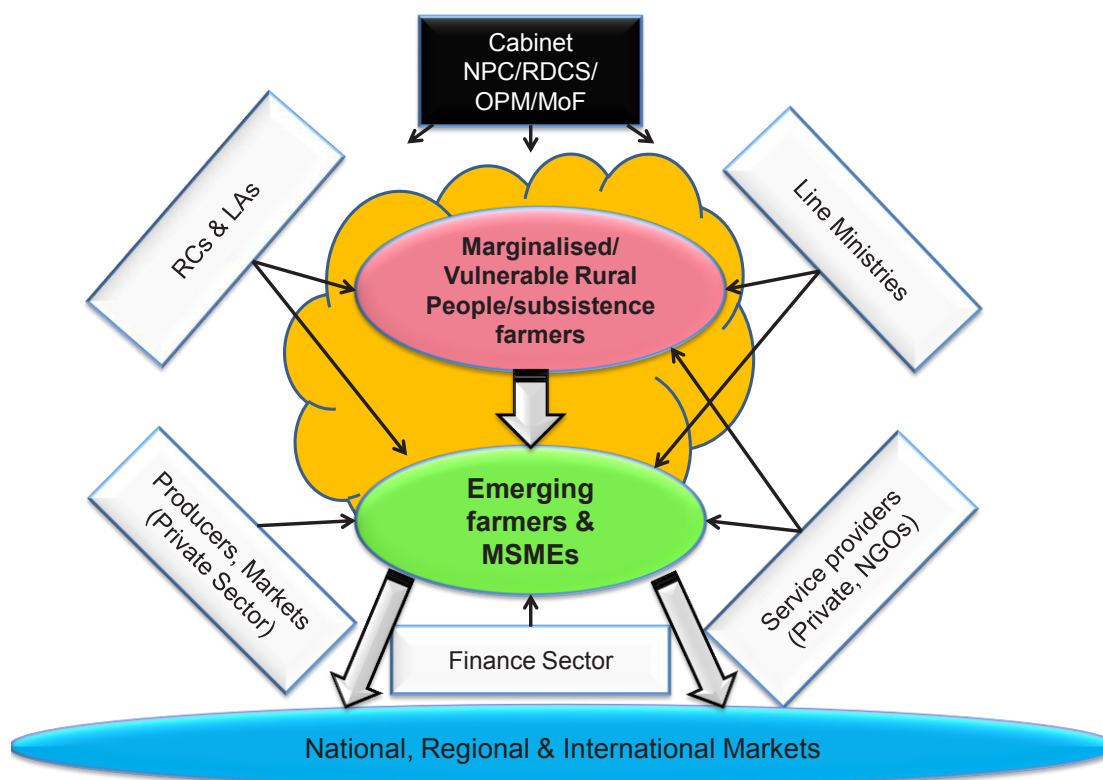 Cabinet
NPC/RDCS/
OPM/MoF
RCs & LAs
Line Ministries
Marginalised/
Vulnerable Rural
People/subsistence
farmers
Emerging
farmers &
MSMEs
Producers, Markets
(Private Sector)
Service providers
(Private, NGOs)
Finance Sector
National, Regional & International Markets